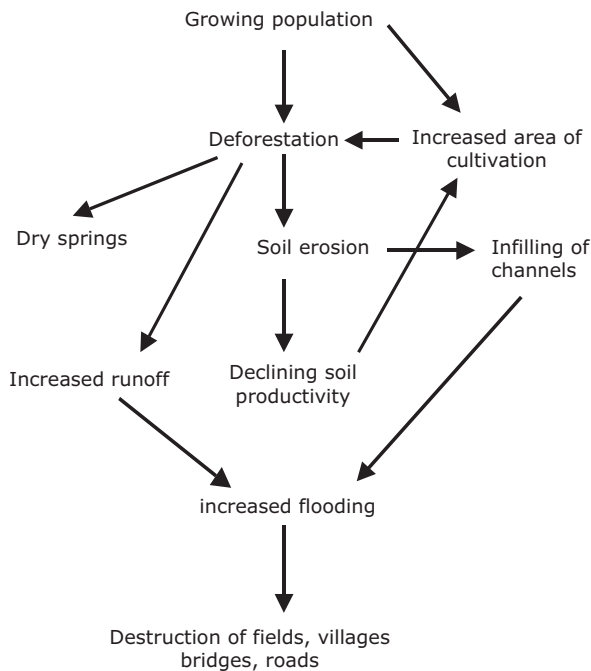 Growing population
Deforestation
Increased area of
cultivation
Dry springs
Soil erosion
Infilling of
channels
Increased runoff
Declining soil
productivity
increased flooding
Destruction of fields, villages
bridges, roads